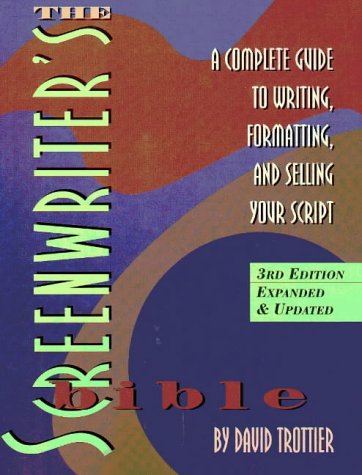 THE
SCREENWRITER'S
bible
A COMPLETE GUIDE
TO WRITING,
FORMATTING,
AND SELLING
YOUR SCRIPT
3RD EDITION
EXPANDED
& UPDATED
BY DAVID TROTTIER